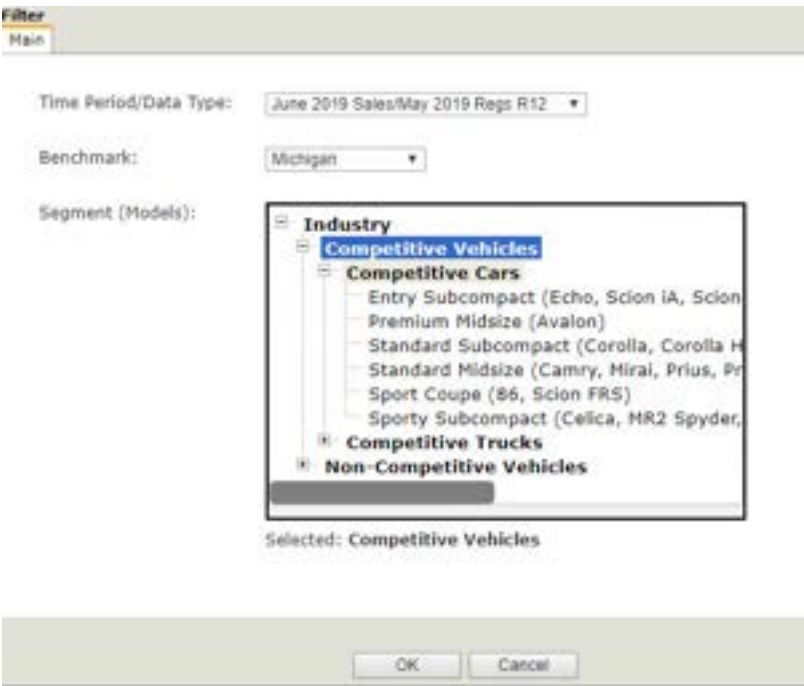 Filter
Main
Time Period/Data Type: June 2019 Sales/May 2019 Regs R12
Benchmark: Michigan
Segment (Models):
Industry
Competitive Vehicles
Competitive Cars
Entry Subcompact (Echo, Scion iA, Scion
Premium Midsize (Avalon)
Standard Subcompact (Corolla, Corolla H
Standard Midsize (Camry, Mirai, Prius, Pr
Sport Coupe (86, Scion FRS)
Sporty Subcompact (Celica, MR2 Spyder,
Competitive Trucks
Non-Competitive Vehicles
Selected: Competitive Vehicles
OK Cancel